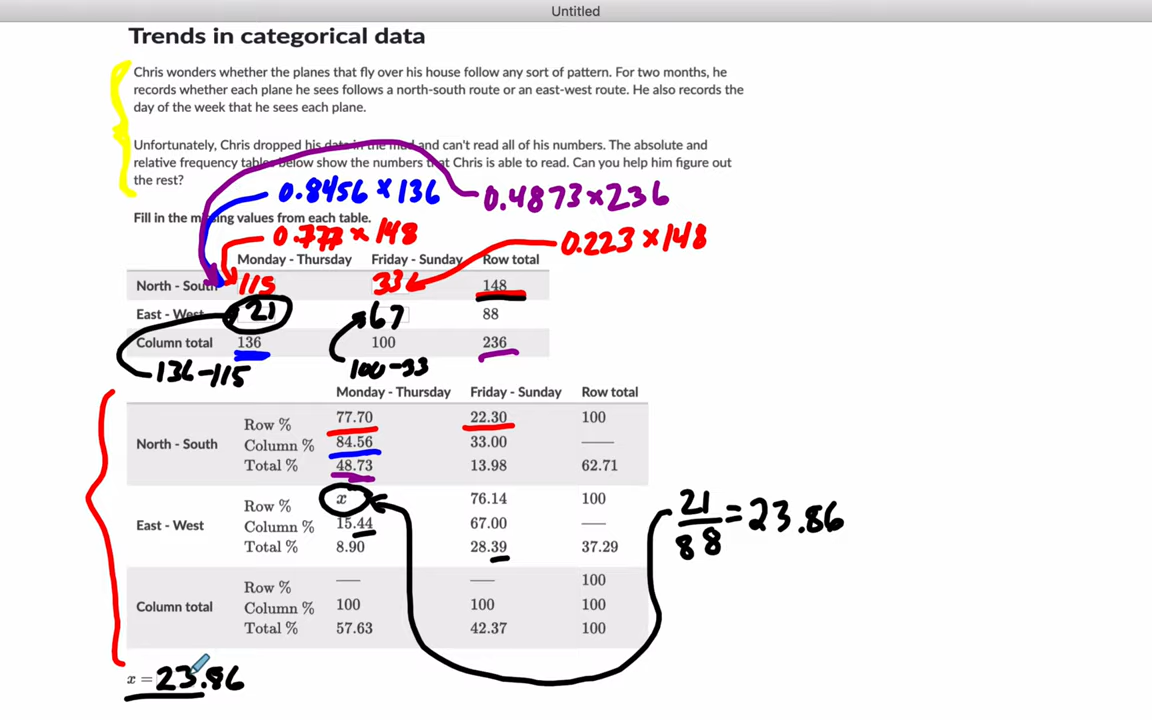 Untitled
Trends in categorical data
Chris wonders whether the planes that fly over his house follow any sort of pattern. For two months, he
records whether each plane he sees follows a north-south route or an east-west route. He also records the
day of the week that he sees each plane.
Unfortunately, Chris dropped his data in the mud and can't read all of his numbers. The absolute and
relative frequency tables below show the numbers that Chris is able to read. Can you help him figure out
the rest?
0.8456 × 136 0.4873 × 236
Fill in the missing values from each table.
0.777 × 148 0.223 × 148
Monday - Thursday Friday - Sunday Row total
North - South 115 33 148
East - West 21 67 88
Column total 136 100 236
136-115 100-33
Monday - Thursday Friday - Sunday Row total
Row % 77.70 22.30 100
North - South Column % 84.56 33.00 —
Total % 48.73 13.98 62.71
Row % x 76.14 100
East - West Column % 15.44 67.00 —
Total % 8.90 28.39 37.29
21/88 = 23.86
Row % — — 100
Column total Column % 100 100 100
Total % 57.63 42.37 100
x = 23.86